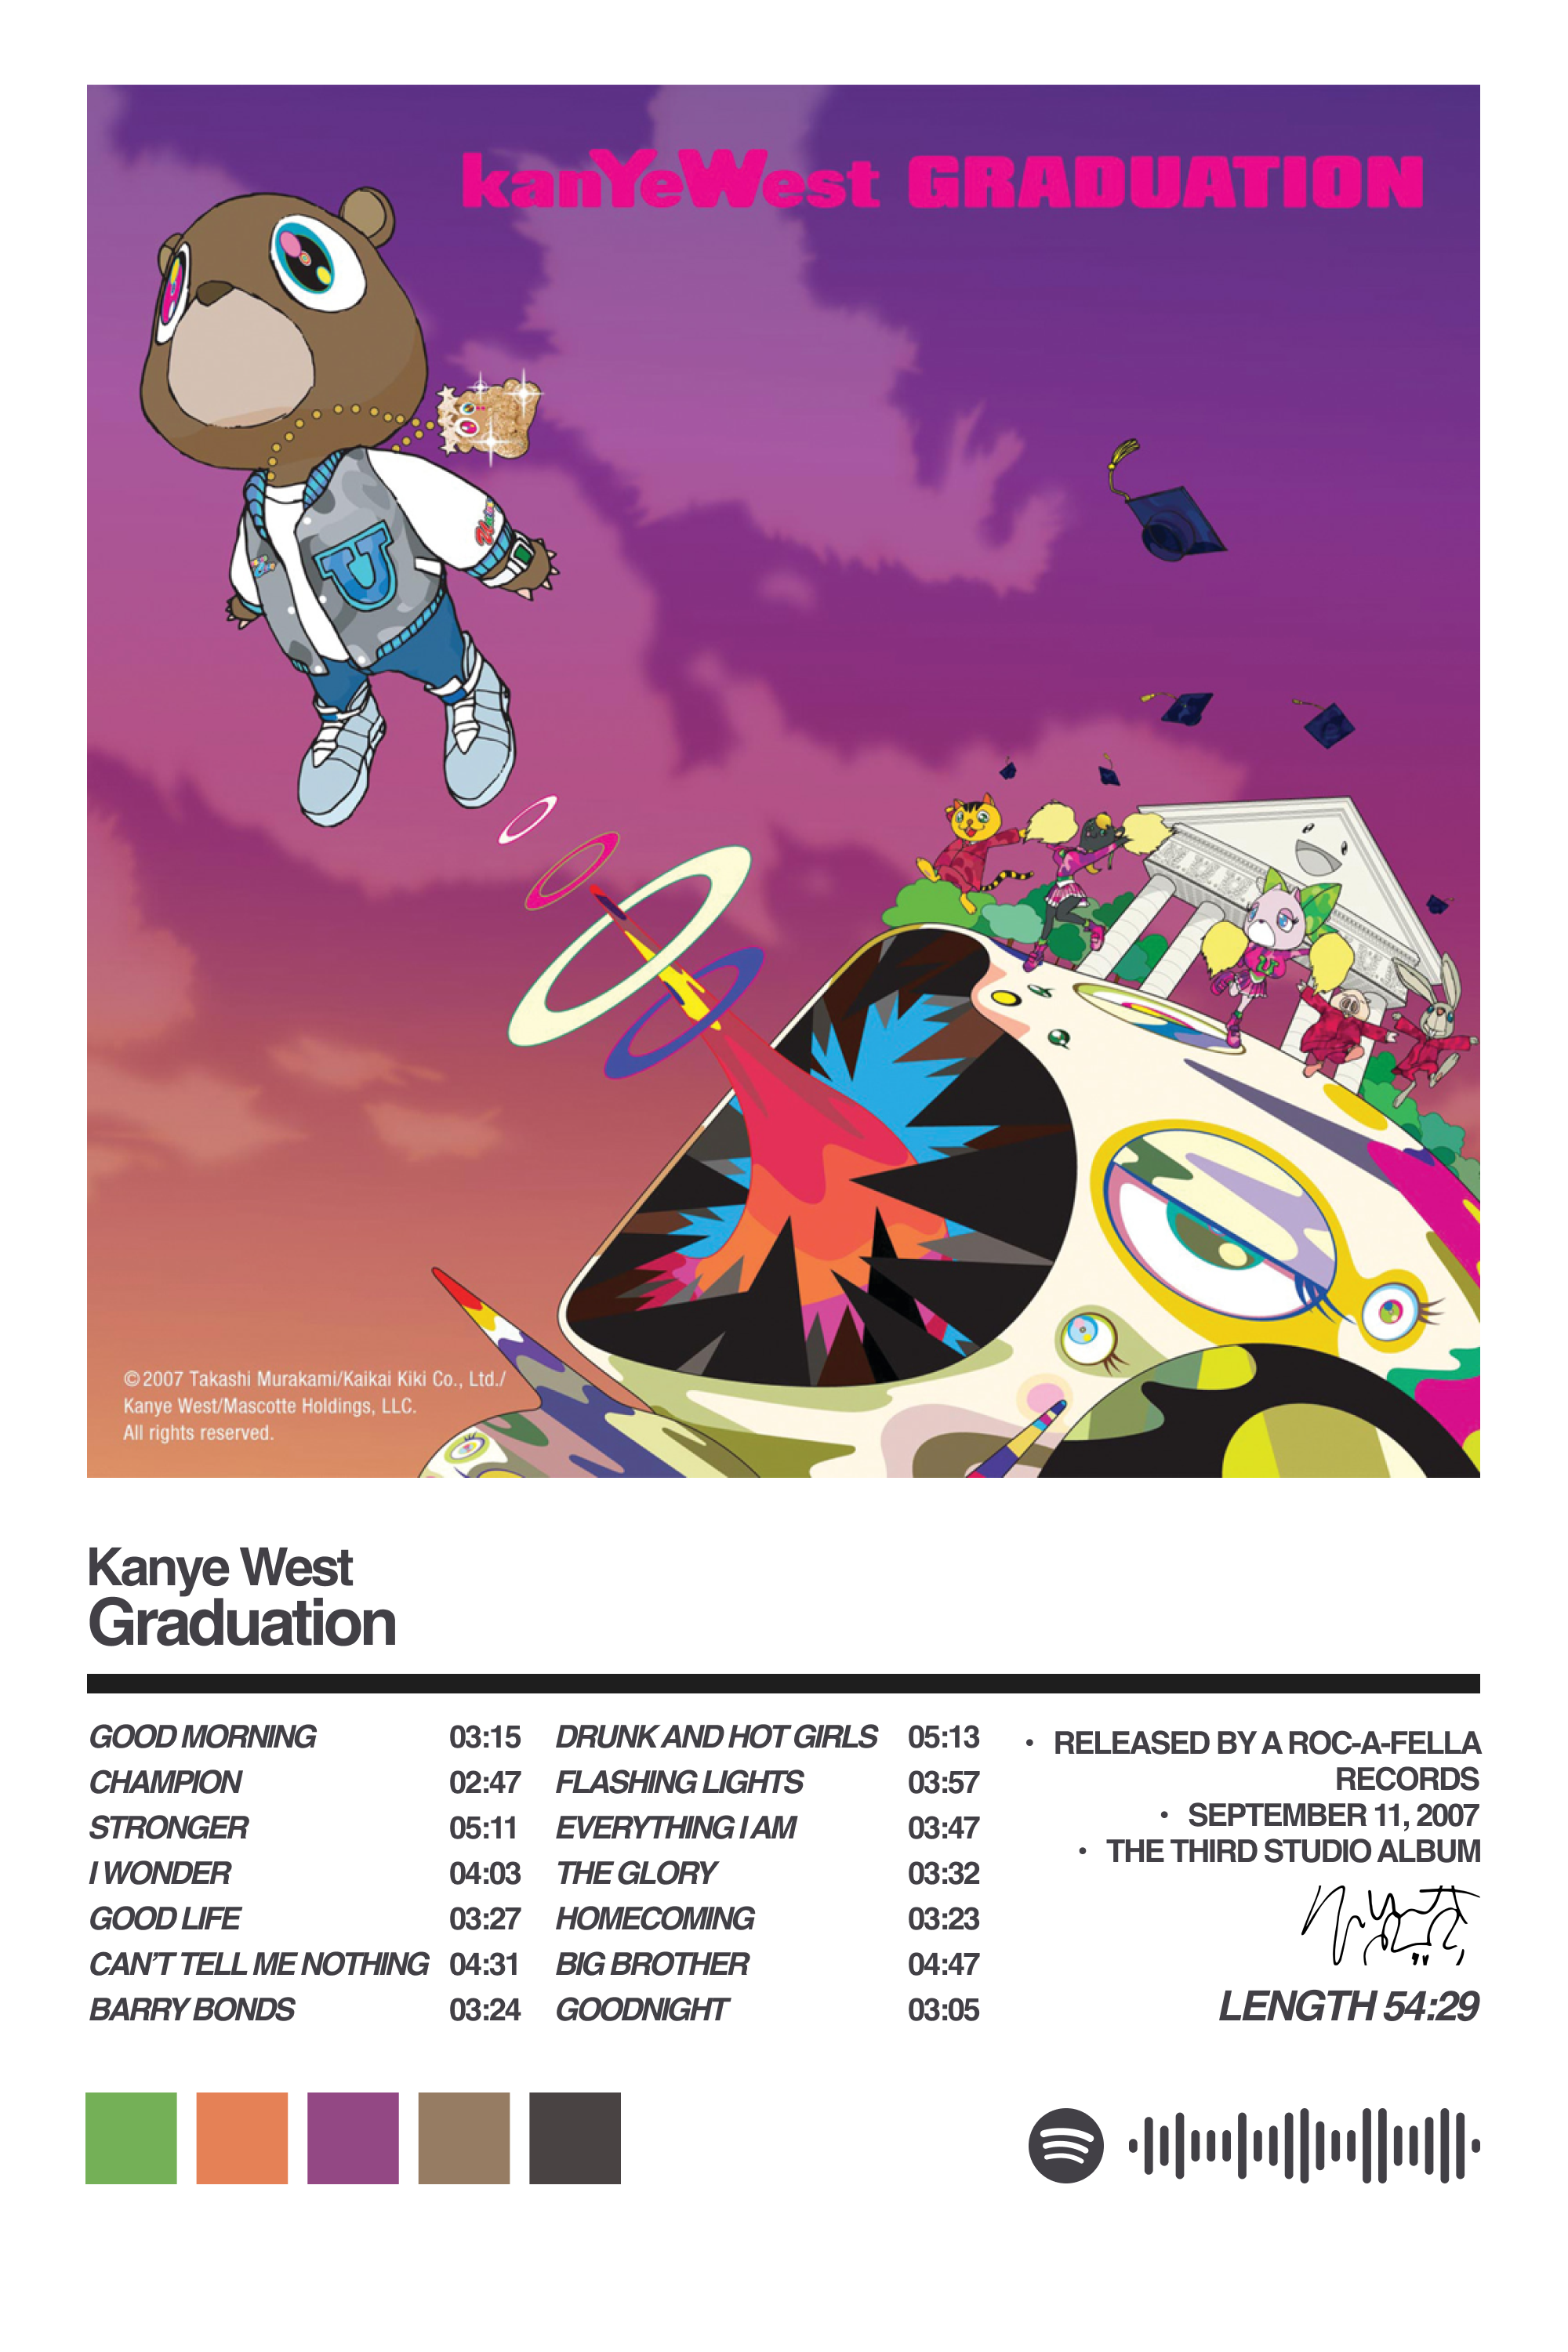 kanYeWest GRADUATION
U
©2007 Takashi Murakami/Kaikai Kiki Co., Ltd./
Kanye West/Mascotte Holdings, LLC.
All rights reserved.
Kanye West
Graduation
GOOD MORNING 03:15
CHAMPION 02:47
STRONGER 05:11
I WONDER 04:03
GOOD LIFE 03:27
CAN'T TELL ME NOTHING 04:31
BARRY BONDS 03:24
DRUNK AND HOT GIRLS 05:13
FLASHING LIGHTS 03:57
EVERYTHING I AM 03:47
THE GLORY 03:32
HOMECOMING 03:23
BIG BROTHER 04:47
GOODNIGHT 03:05
• RELEASED BY A ROC-A-FELLA
RECORDS
• SEPTEMBER 11, 2007
• THE THIRD STUDIO ALBUM
LENGTH 54:29